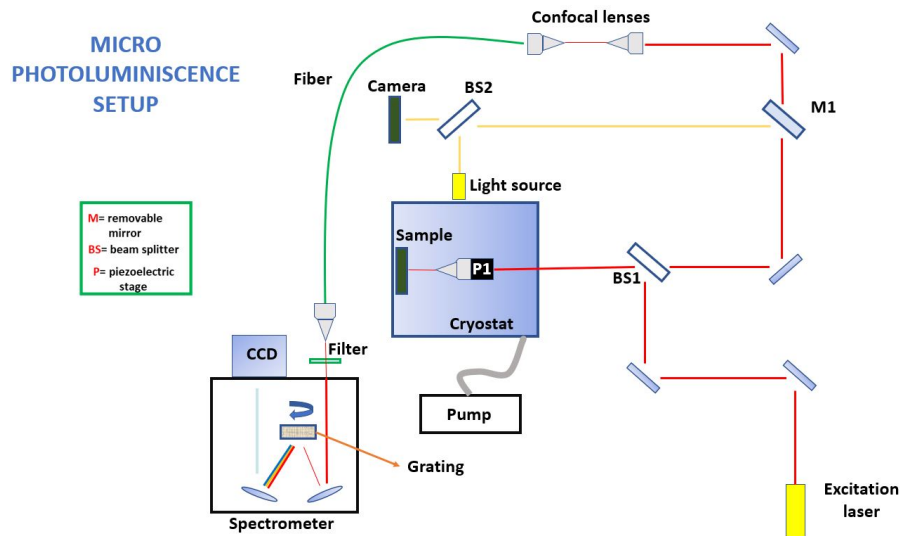 MICRO
PHOTOLUMINISCENCE
SETUP
Confocal lenses
Fiber
Camera
BS2
M1
Light source
M= removable
mirror
BS= beam splitter
P= piezoelectric
stage
Sample
P1
BS1
Cryostat
CCD
Filter
Pump
Grating
Excitation
laser
Spectrometer